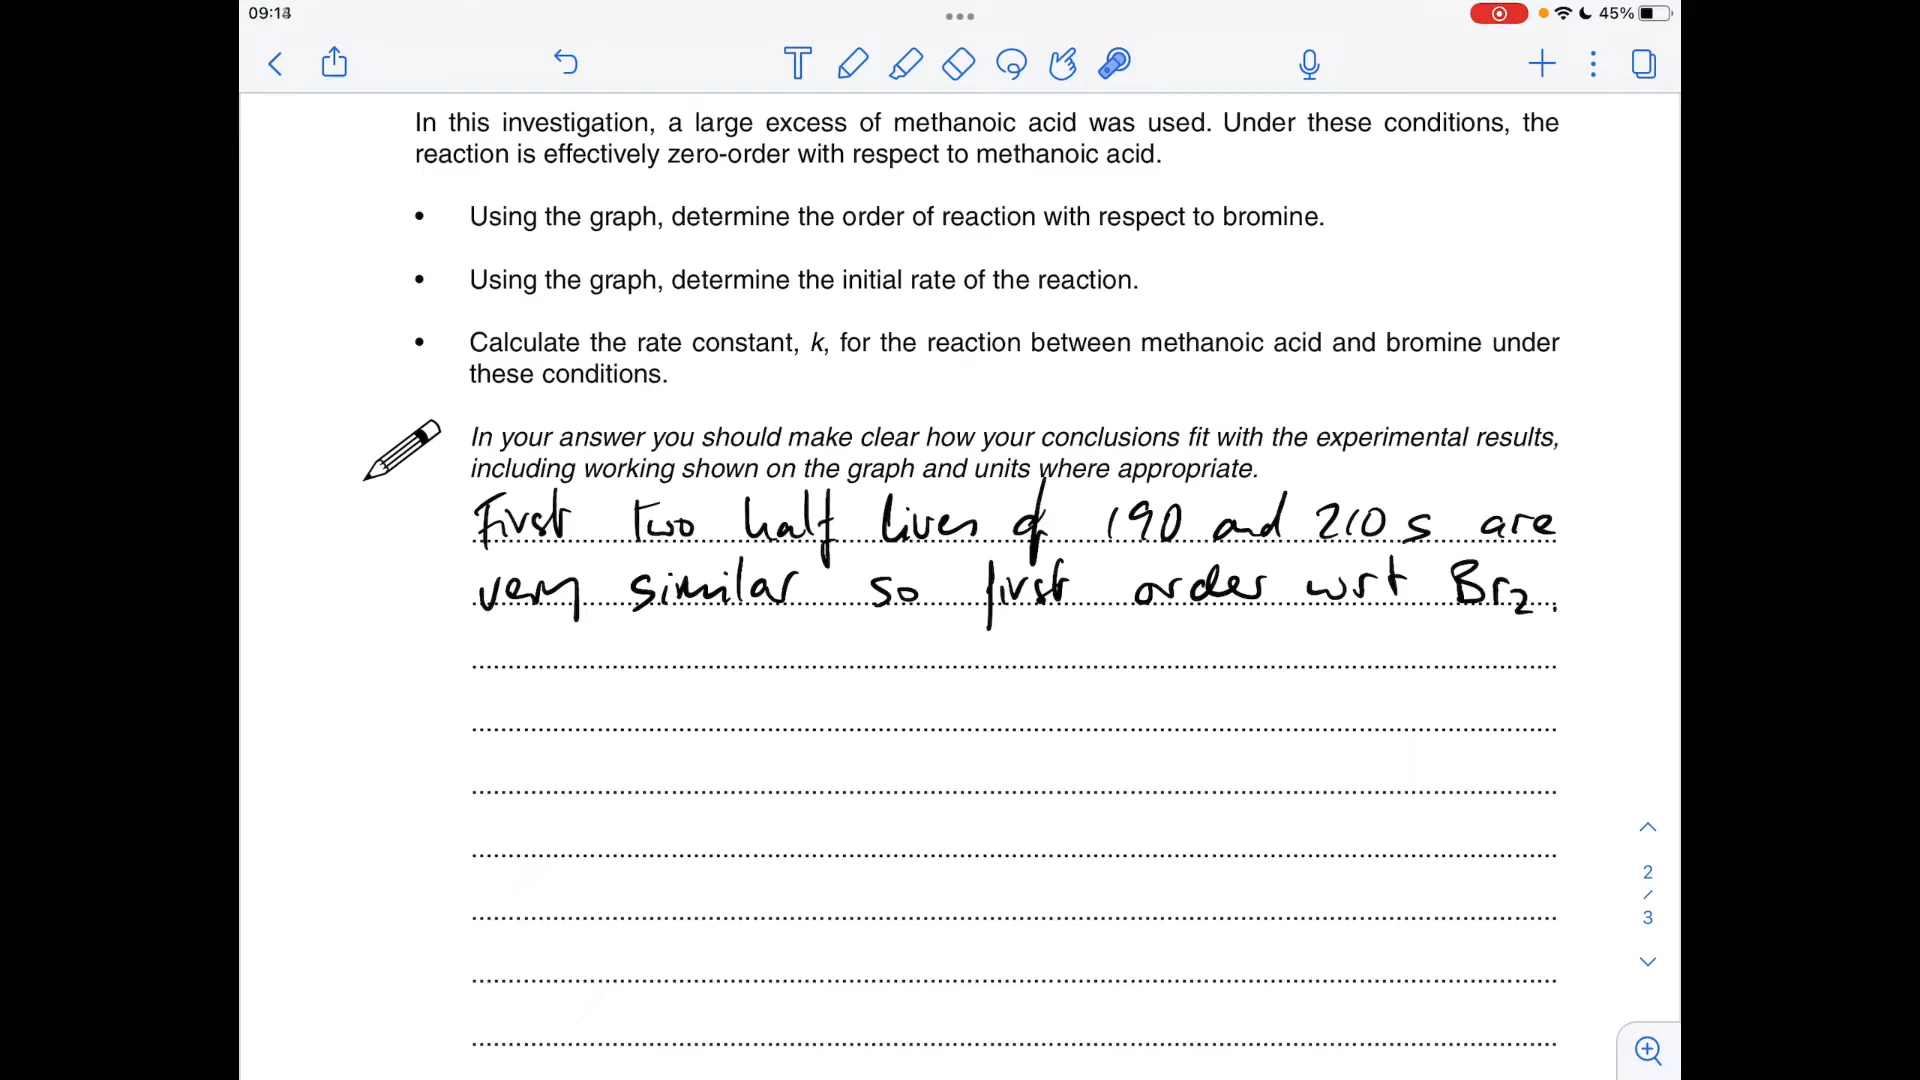 09:14
45%
In this investigation, a large excess of methanoic acid was used. Under these conditions, the
reaction is effectively zero-order with respect to methanoic acid.
• Using the graph, determine the order of reaction with respect to bromine.
• Using the graph, determine the initial rate of the reaction.
• Calculate the rate constant, k, for the reaction between methanoic acid and bromine under
these conditions.
In your answer you should make clear how your conclusions fit with the experimental results,
including working shown on the graph and units where appropriate.
First two half lives of 190 and 210 s are
very similar so first order wrt Br2.
2
/
3